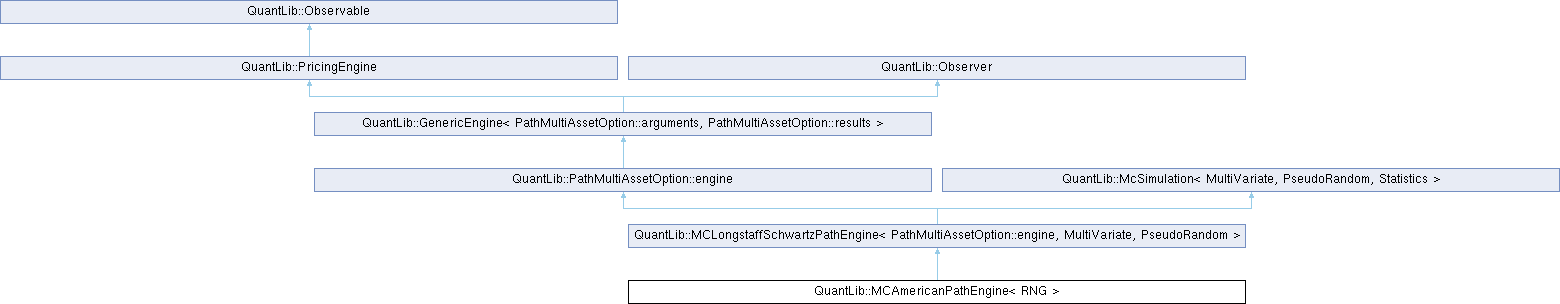 QuantLib::Observable
QuantLib::PricingEngine
QuantLib::Observer
QuantLib::GenericEngine< PathMultiAssetOption::arguments, PathMultiAssetOption::results >
QuantLib::PathMultiAssetOption::engine
QuantLib::McSimulation< MultiVariate, PseudoRandom, Statistics >
QuantLib::MCLongstaffSchwartzPathEngine< PathMultiAssetOption::engine, MultiVariate, PseudoRandom >
QuantLib::MCAmericanPathEngine< RNG >